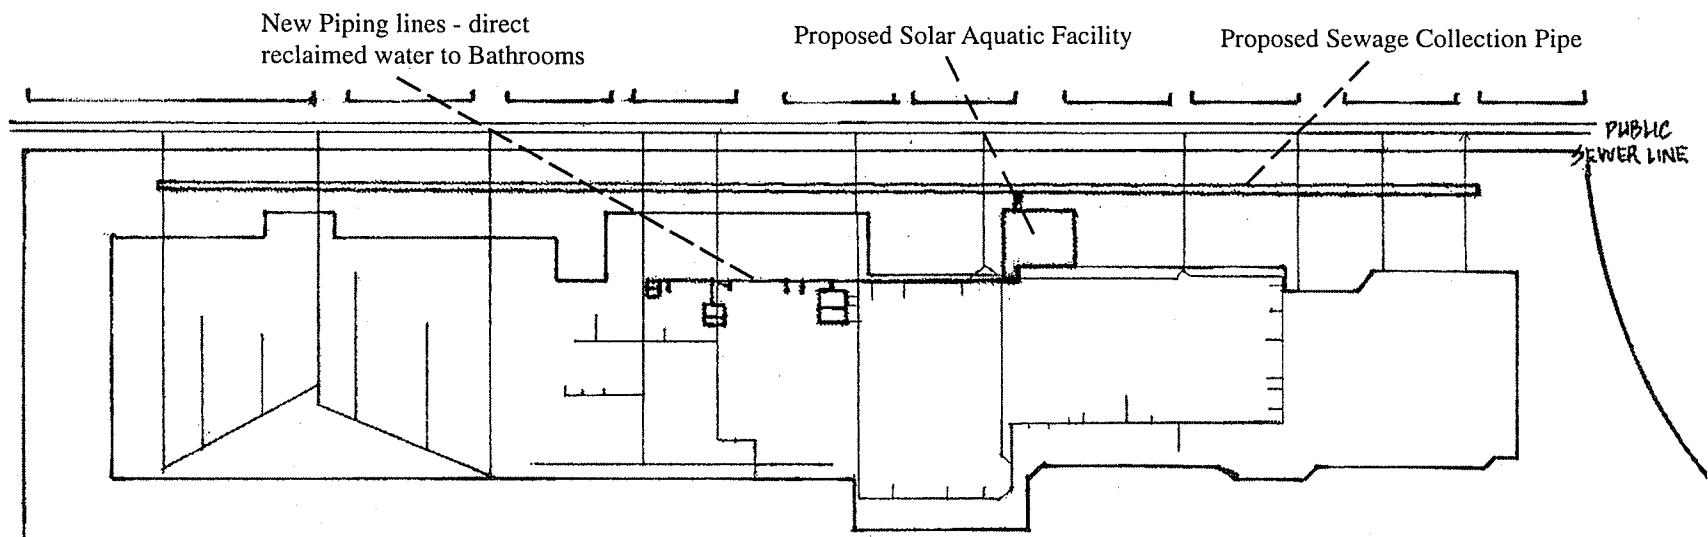 New Piping lines - direct
reclaimed water to Bathrooms
Proposed Solar Aquatic Facility
Proposed Sewage Collection Pipe
PUBLIC
SEWER LINE